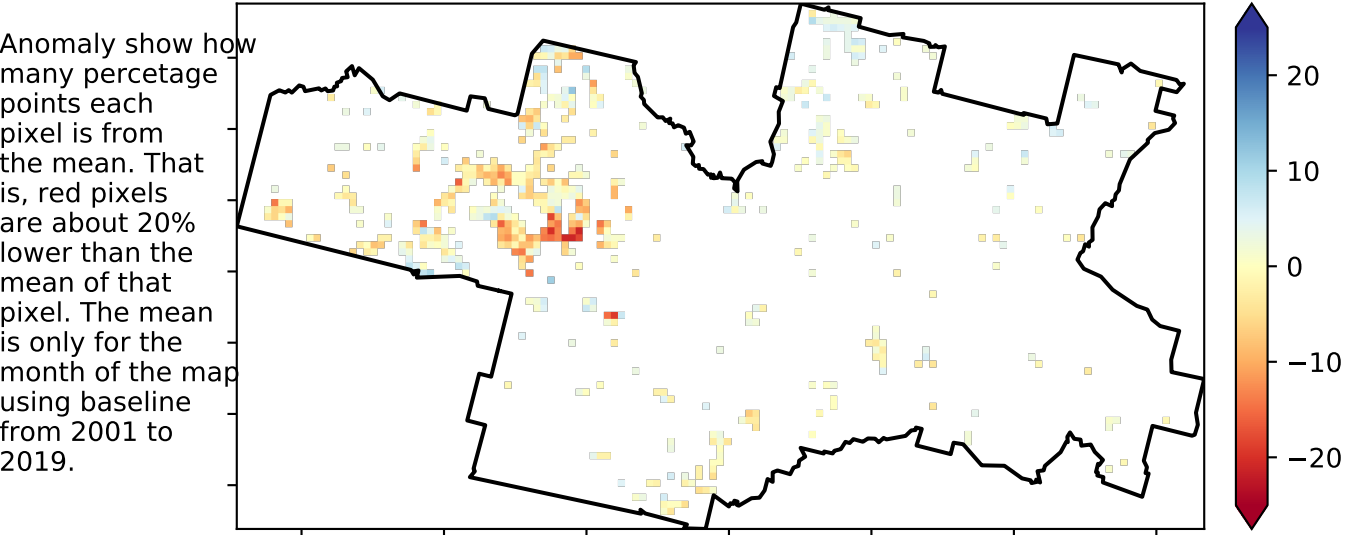 Anomaly show how
many percetage
points each
pixel is from
the mean. That
is, red pixels
are about 20%
lower than the
mean of that
pixel. The mean
is only for the
month of the map
using baseline
from 2001 to
2019.
20
10
0
−10
−20